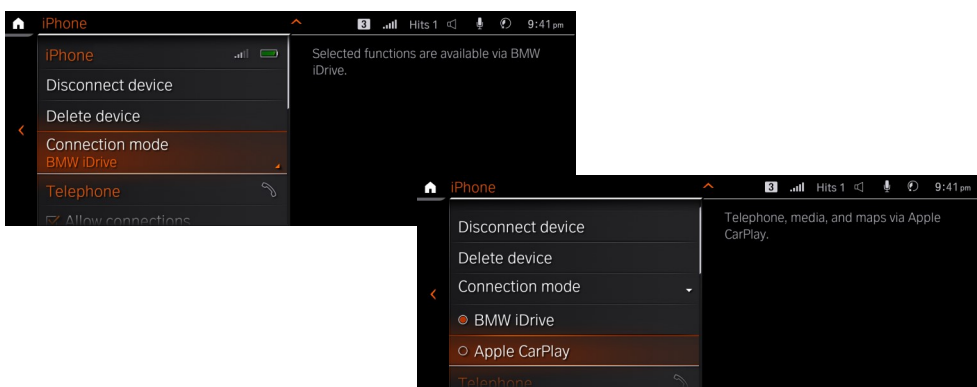 iPhone
3 Hits 1 9:41 pm
iPhone
Disconnect device
Delete device
Connection mode
BMW iDrive
Telephone
Allow connections
Selected functions are available via BMW
iDrive.
iPhone
3 Hits 1 9:41 pm
Disconnect device
Delete device
Connection mode
BMW iDrive
Apple CarPlay
Telephone
Telephone, media, and maps via Apple
CarPlay.